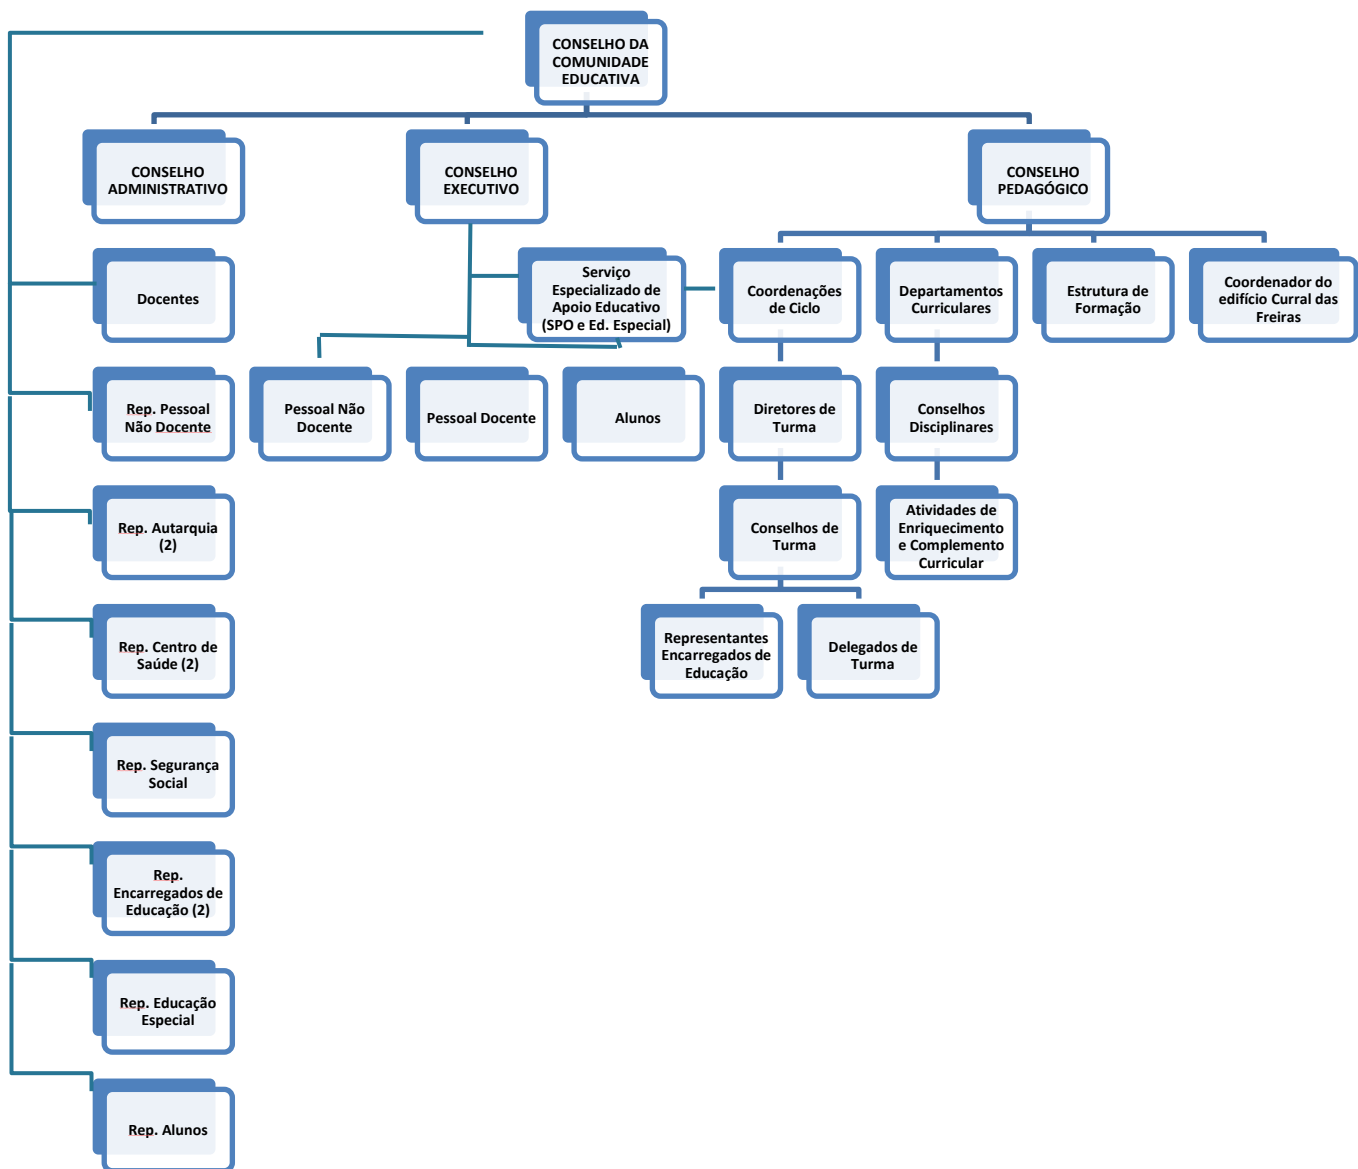 CONSELHO DA
COMUNIDADE
EDUCATIVA
CONSELHO
ADMINISTRATIVO
CONSELHO
EXECUTIVO
CONSELHO
PEDAGÓGICO
Docentes
Serviço
Especializado de
Apoio Educativo
(SPO e Ed. Especial)
Coordenações
de Ciclo
Departamentos
Curriculares
Estrutura de
Formação
Coordenador do
edifício Curral das
Freiras
Rep. Pessoal
Não Docente
Pessoal Não
Docente
Pessoal Docente
Alunos
Diretores de
Turma
Conselhos
Disciplinares
Rep. Autarquia
(2)
Conselhos de
Turma
Atividades de
Enriquecimento
e Complemento
Curricular
Rep. Centro de
Saúde (2)
Representantes
Encarregados de
Educação
Delegados de
Turma
Rep. Segurança
Social
Rep.
Encarregados de
Educação (2)
Rep. Educação
Especial
Rep. Alunos